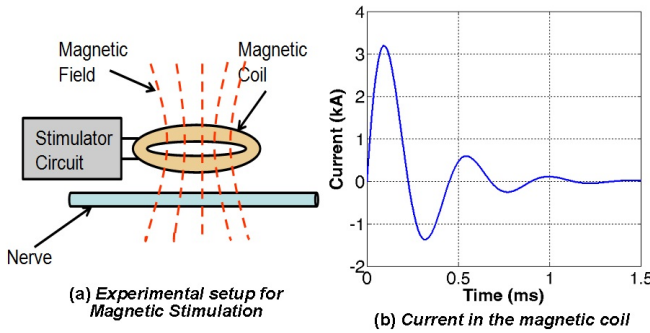 Magnetic
Field
Magnetic
Coil
Stimulator
Circuit
Nerve
(a) Experimental setup for
Magnetic Stimulation
Current (kA)
4
3
2
1
0
-1
-2
0
0.5
1
1.5
Time (ms)
(b) Current in the magnetic coil